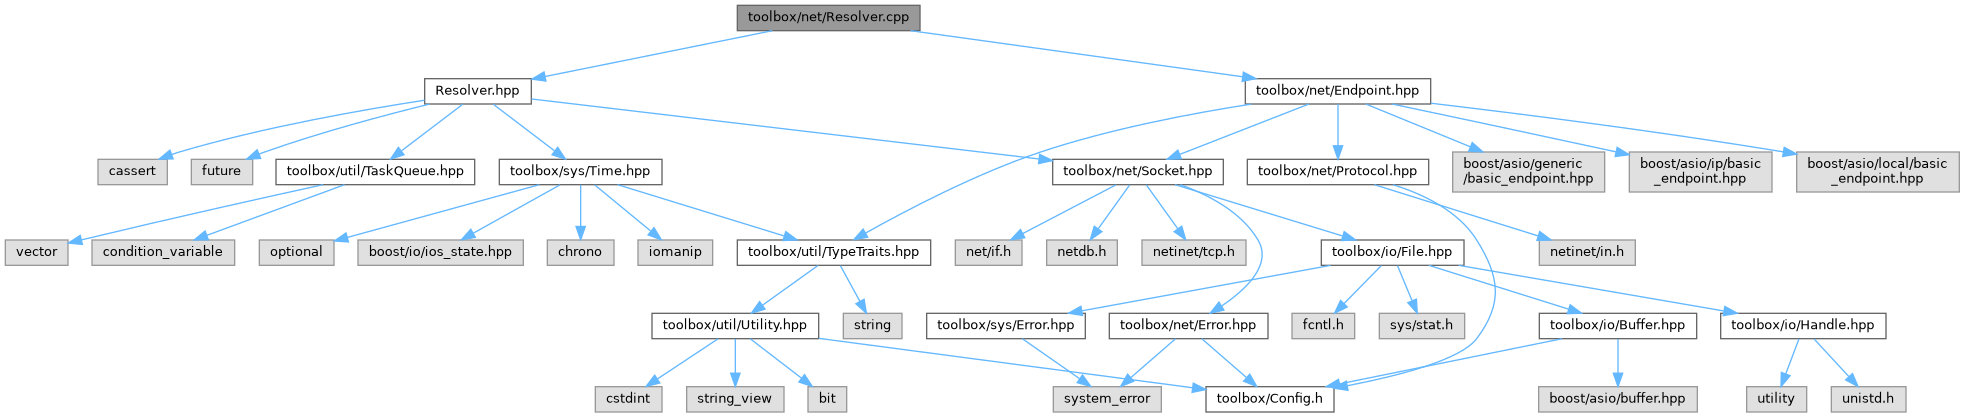 toolbox/net/Resolver.cpp
Resolver.hpp
toolbox/net/Endpoint.hpp
cassert
future
toolbox/util/TaskQueue.hpp
toolbox/sys/Time.hpp
toolbox/net/Socket.hpp
toolbox/net/Protocol.hpp
boost/asio/generic
/basic_endpoint.hpp
boost/asio/ip/basic
_endpoint.hpp
boost/asio/local/basic
_endpoint.hpp
vector
condition_variable
optional
boost/io/ios_state.hpp
chrono
iomanip
toolbox/util/TypeTraits.hpp
net/if.h
netdb.h
netinet/tcp.h
toolbox/io/File.hpp
netinet/in.h
toolbox/util/Utility.hpp
string
toolbox/sys/Error.hpp
toolbox/net/Error.hpp
fcntl.h
sys/stat.h
toolbox/io/Buffer.hpp
toolbox/io/Handle.hpp
cstdint
string_view
bit
system_error
toolbox/Config.h
boost/asio/buffer.hpp
utility
unistd.h